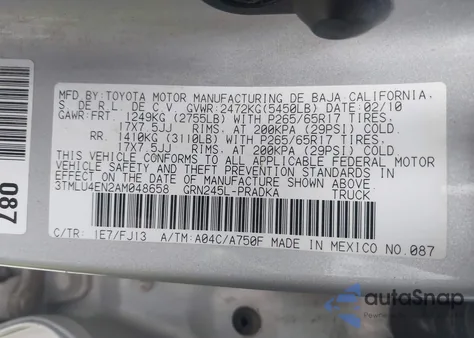 MFD.BY:TOYOTA MOTOR MANUFACTURING DE BAJA CALIFORNIA,
S. DE R.L. DE C.V. GVWR:2472KG(5450LB) DATE:02/10
GAWR:FRT. 1249KG (2755LB) WITH P265/65R17 TIRES,
17X7.5JJ RIMS, AT 200KPA (29PSI) COLD.
RR. 1410KG (3110LB) WITH P265/65R17 TIRES,
17X7.5JJ RIMS, AT 200KPA (29PSI) COLD.
THIS VEHICLE CONFORMS TO ALL APPLICABLE FEDERAL MOTOR
VEHICLE SAFETY AND THEFT PREVENTION STANDARDS IN
EFFECT ON THE DATE OF MANUFACTURE SHOWN ABOVE.
3TMLU4EN2AM048658 GRN245L-PRADKA TRUCK
C/TR: 1E7/FJ13 A/TM:A04C/A750F MADE IN MEXICO NO.087
087
autoSnap
Powered by AutoBidMaster